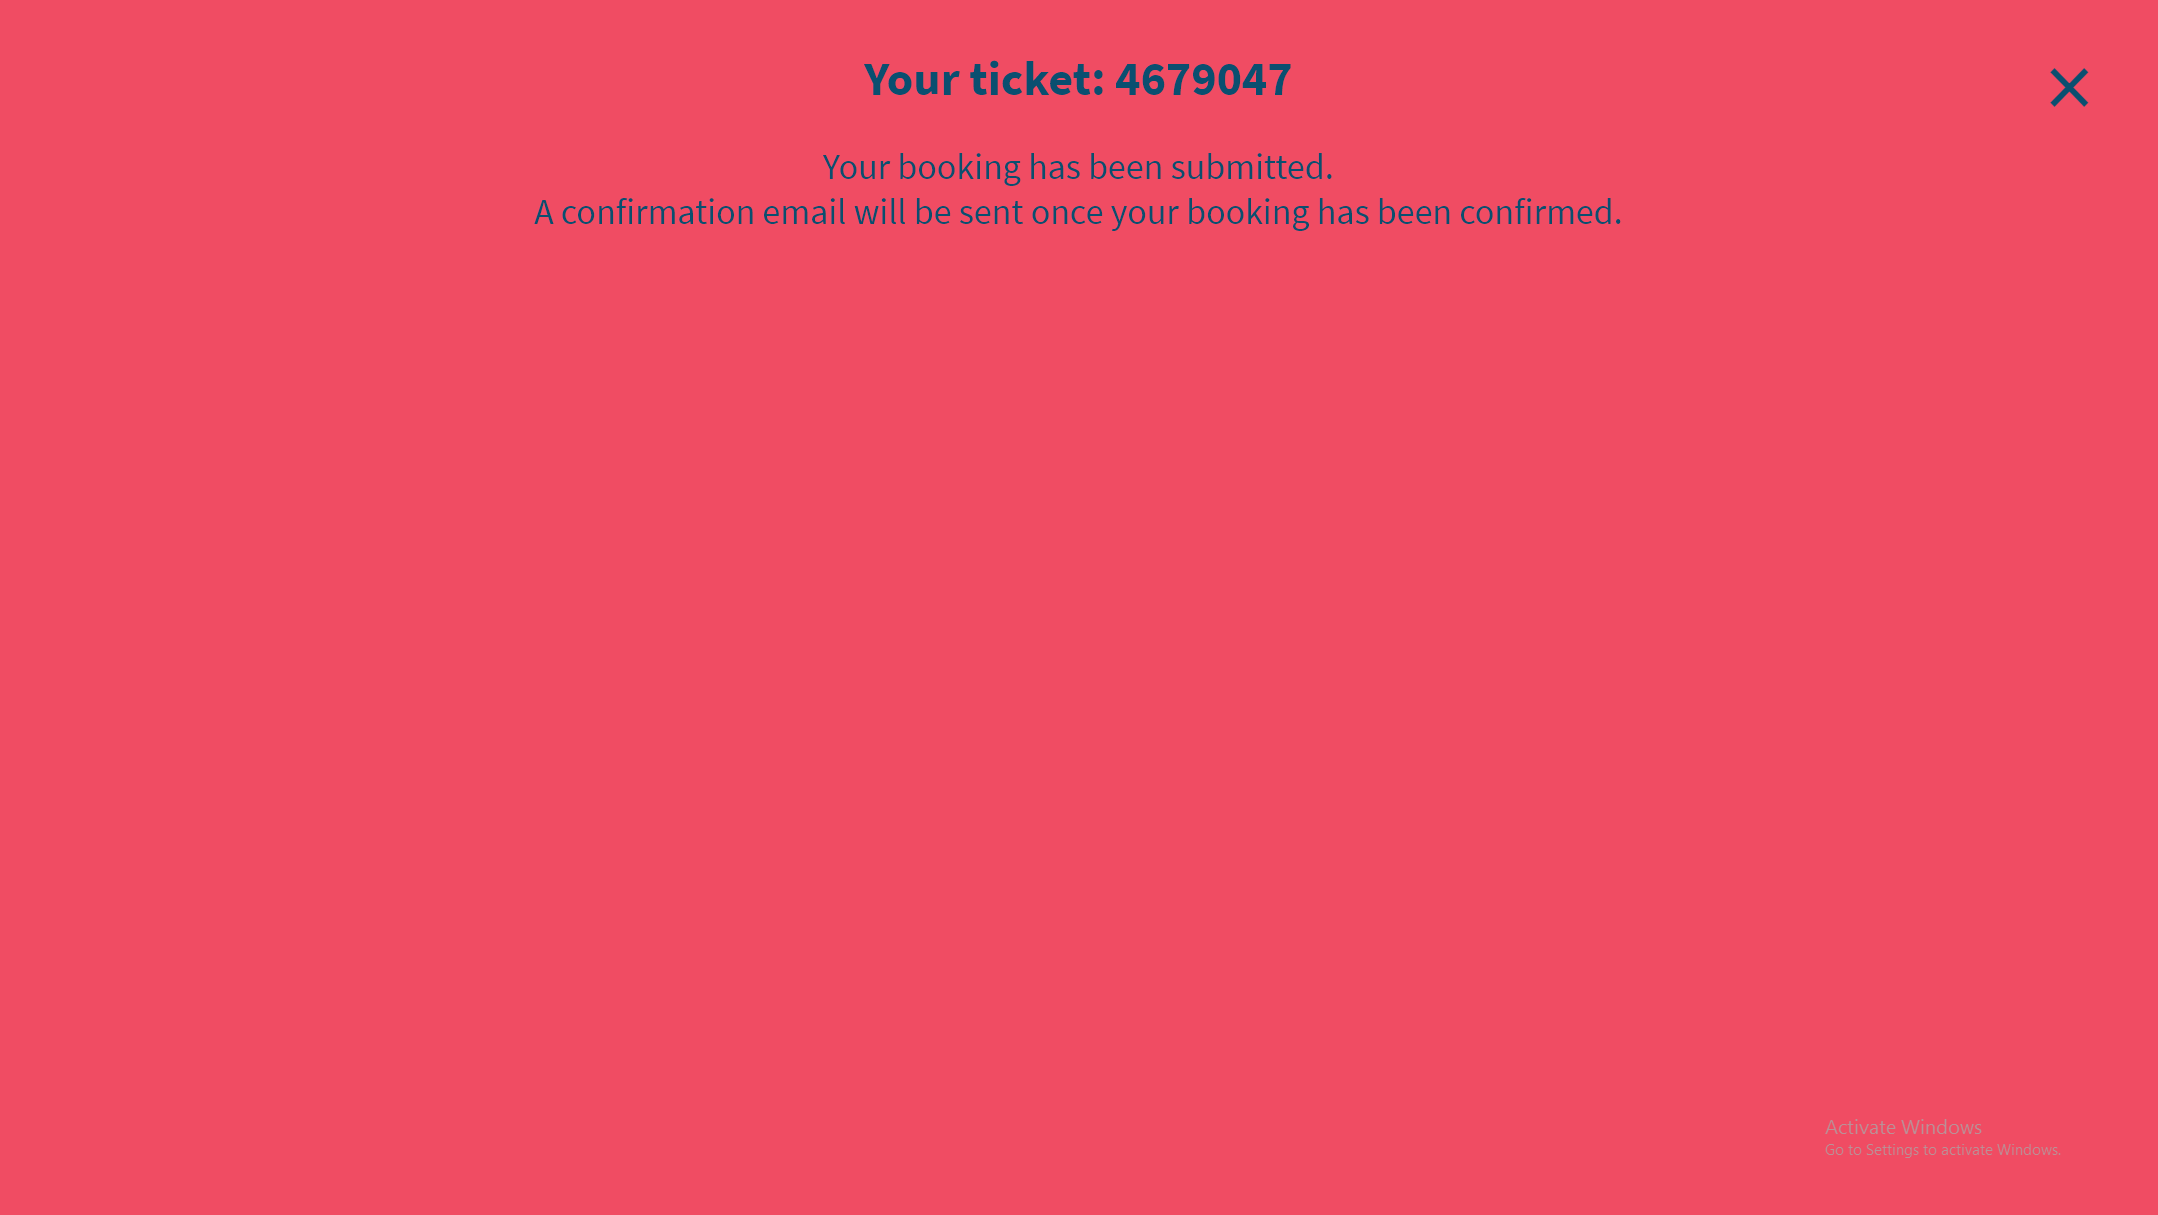 Your ticket: 4679047
Your booking has been submitted.
A confirmation email will be sent once your booking has been confirmed.
Activate Windows
Go to Settings to activate Windows.